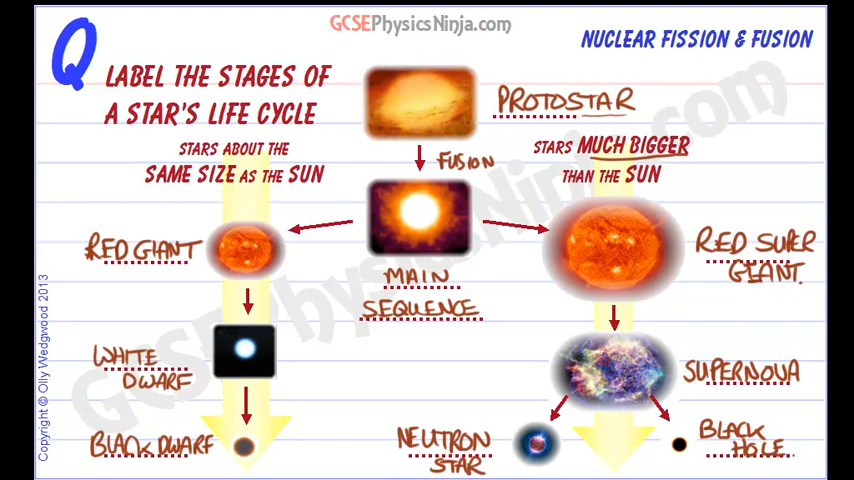 GCSEPhysicsNinja.com
NUCLEAR FISSION & FUSION
Q
LABEL THE STAGES OF
A STAR'S LIFE CYCLE
PROTOSTAR
FUSION
STARS ABOUT THE
SAME SIZE AS THE SUN
STARS MUCH BIGGER
THAN THE SUN
RED GIANT
MAIN
SEQUENCE
RED SUPER
GIANT.
WHITE
DWARF
SUPERNOVA
BLACK DWARF
NEUTRON
STAR
BLACK
HOLE.
Copyright © Olly Wedgwood 2013
GCSEPhysicsNinja.com